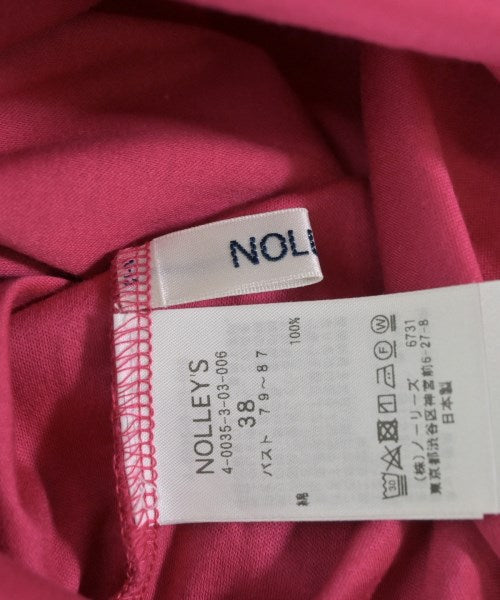 NOLL
NOLLEY'S
4-0035-3-03-006
38
バスト 79～87
綿 100%
30 F W
6731
(株)ノーリーズ
東京都渋谷区神宮前6-27-8
日本製